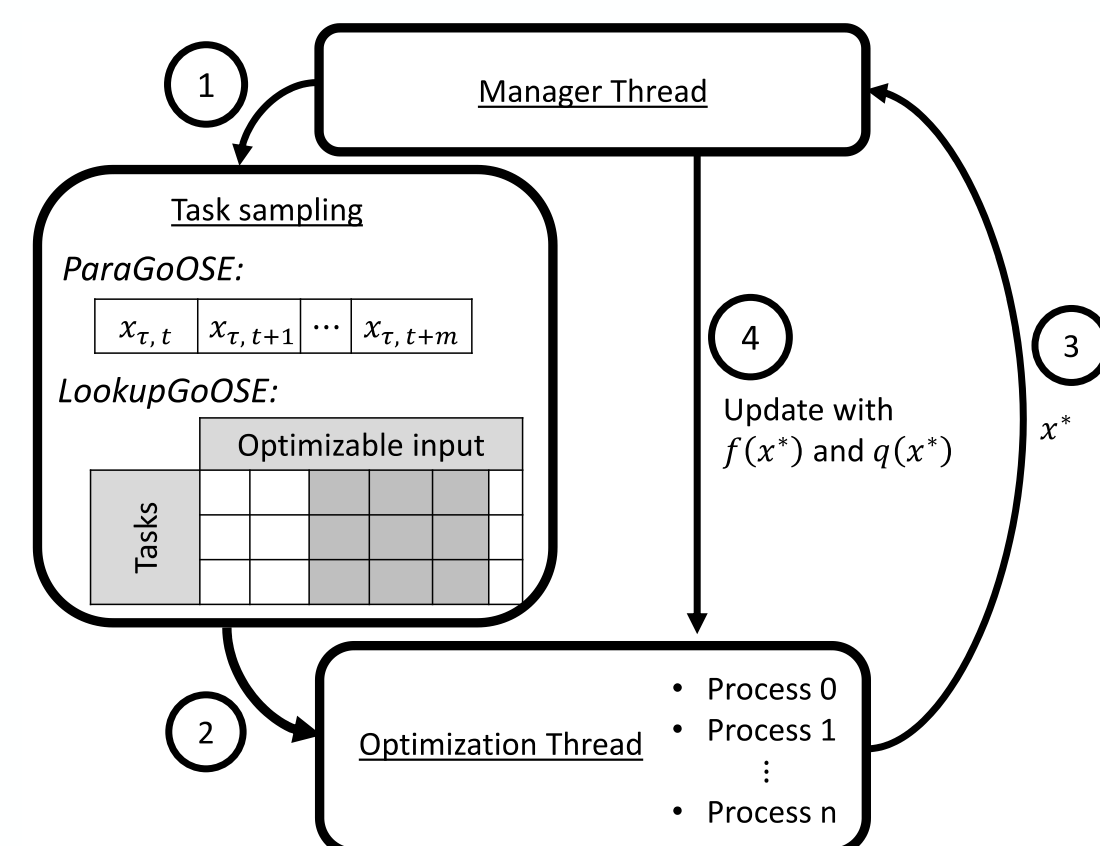 1
Manager Thread
Task sampling
ParaGoOSE:
x_{τ, t} x_{τ, t+1} ⋯ x_{τ, t+m}
LookupGoOSE:
Optimizable input
Tasks
4
Update with
f(x*) and q(x*)
3
x*
2
Optimization Thread
• Process 0
• Process 1
⋮
• Process n